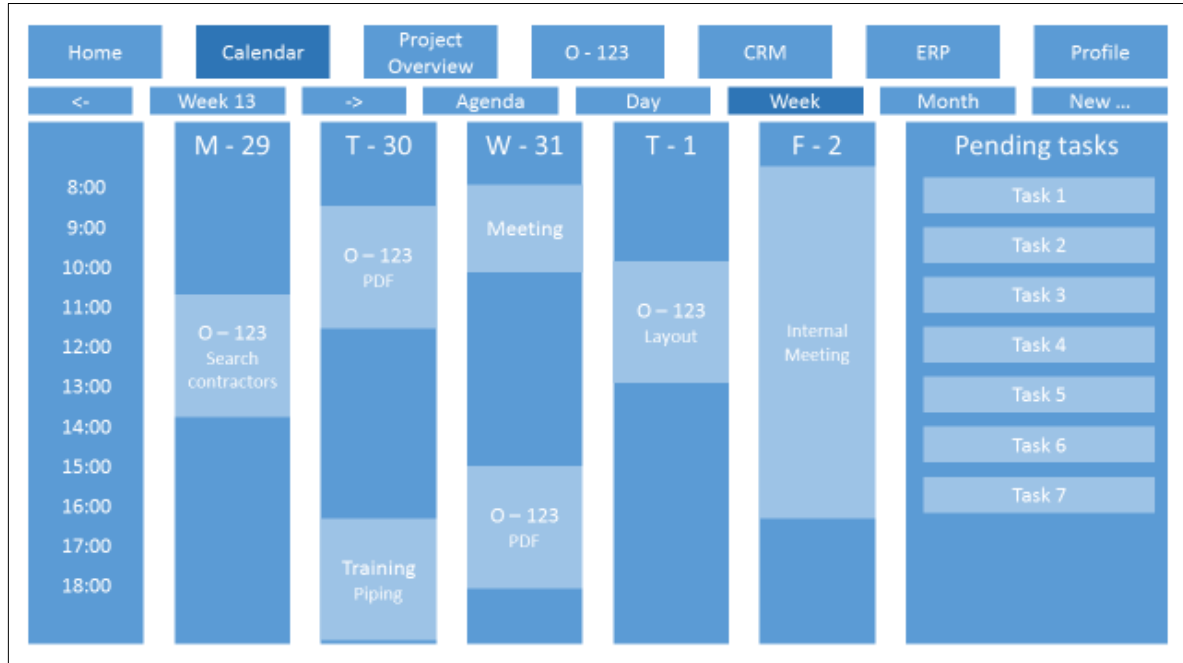 Home
Calendar
Project
Overview
O - 123
CRM
ERP
Profile
<-
Week 13
->
Agenda
Day
Week
Month
New ...
8:00
9:00
10:00
11:00
12:00
13:00
14:00
15:00
16:00
17:00
18:00
M - 29
O – 123
Search
contractors
T - 30
O – 123
PDF
Training
Piping
W - 31
Meeting
O – 123
PDF
T - 1
O – 123
Layout
F - 2
Internal
Meeting
Pending tasks
Task 1
Task 2
Task 3
Task 4
Task 5
Task 6
Task 7